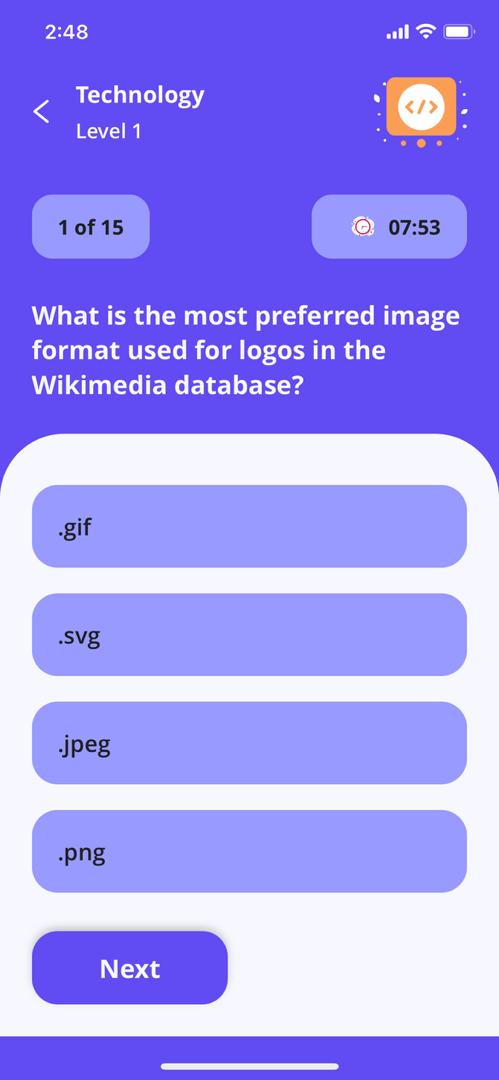 2:48
Technology
Level 1
</>
1 of 15
07:53
What is the most preferred image
format used for logos in the
Wikimedia database?
.gif
.svg
.jpeg
.png
Next